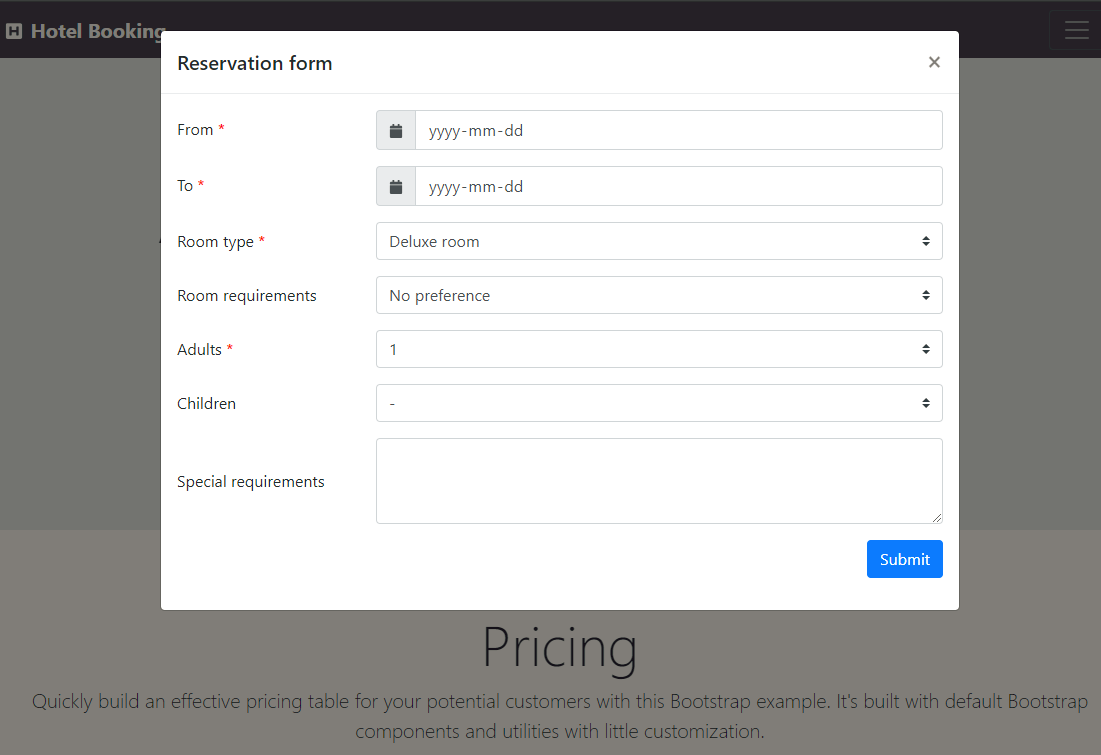 Hotel Booking
Reservation form ×
From * yyyy-mm-dd
To * yyyy-mm-dd
Room type * Deluxe room
Room requirements No preference
Adults * 1
Children -
Special requirements
Submit
Pricing
Quickly build an effective pricing table for your potential customers with this Bootstrap example. It's built with default Bootstrap
components and utilities with little customization.